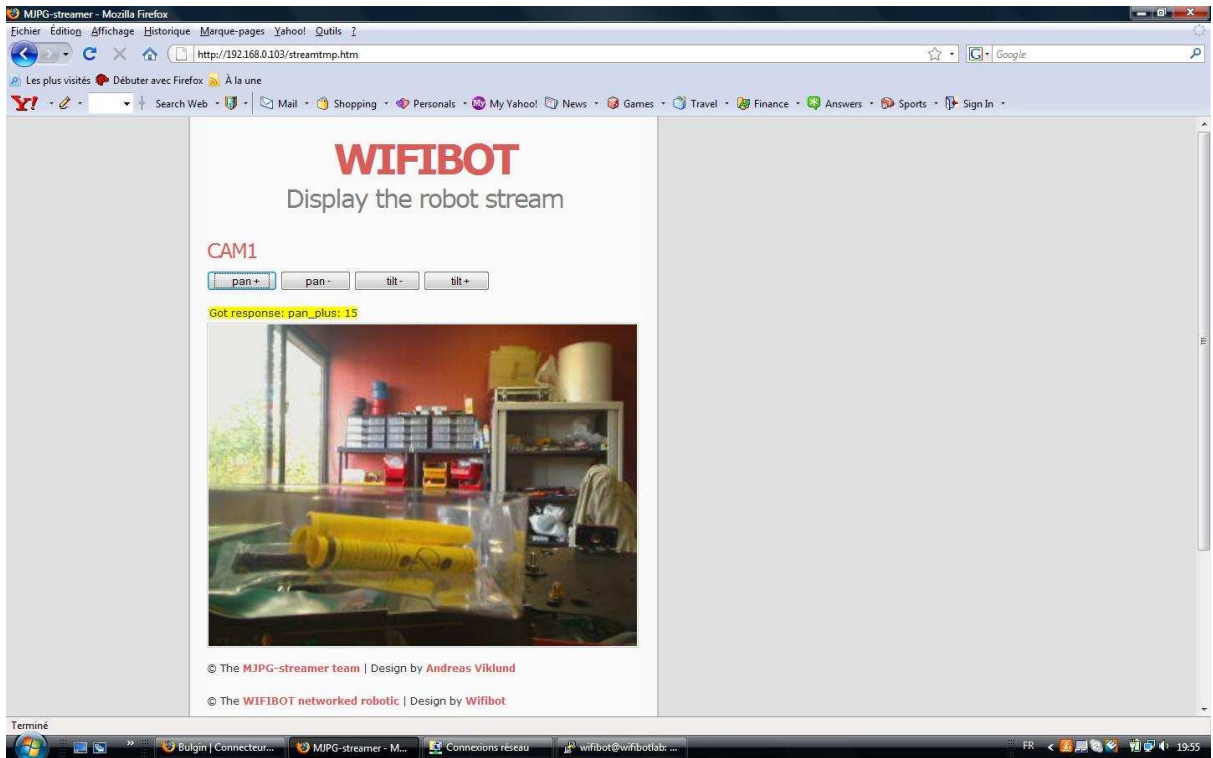 MJPG-streamer - Mozilla Firefox
Fichier Édition Affichage Historique Marque-pages Yahoo! Outils ?
http://192.168.0.103/streamtmp.htm
Google
Les plus visités Débuter avec Firefox À la une
Y! Search Web Mail Shopping Personals My Yahoo! News Games Travel Finance Answers Sports Sign In
WIFIBOT
Display the robot stream
CAM1
pan + pan - tilt - tilt +
Got response: pan_plus: 15
© The MJPG-streamer team | Design by Andreas Viklund
© The WIFIBOT networked robotic | Design by Wifibot
Terminé
» Bulgin | Connecteur... MJPG-streamer - M... Connexions réseau wifibot@wifibotlab: ... FR < 19:55